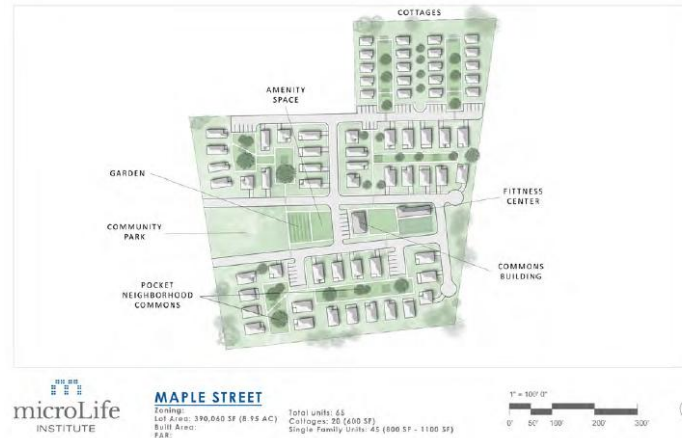 COTTAGES
AMENITY
SPACE
GARDEN
FITTNESS
CENTER
COMMUNITY
PARK
COMMONS
BUILDING
POCKET
NEIGHBORHOOD
COMMONS
microLife
INSTITUTE
MAPLE STREET
Zoning:
Lot Area: 390,060 SF (8.95 AC)
Built Area:
FAR:
Total units: 65
Cottages: 20 (600 SF)
Single Family Units: 45 (800 SF - 1100 SF)
1" = 100' 0"
0' 50' 100' 200' 300'